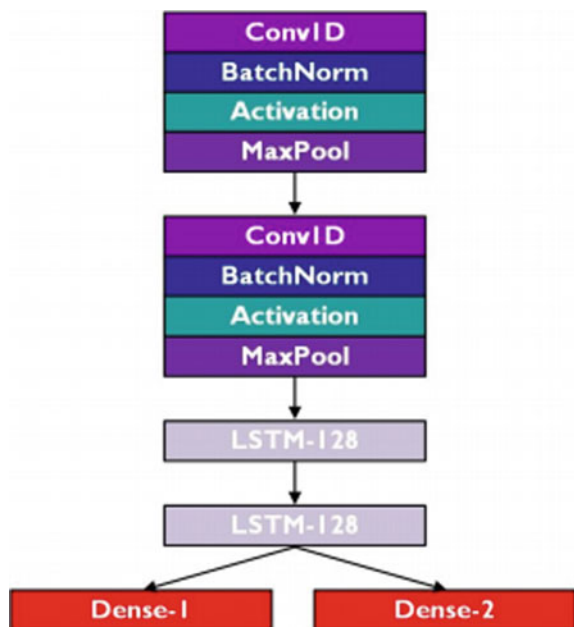 Conv1D
BatchNorm
Activation
MaxPool
Conv1D
BatchNorm
Activation
MaxPool
LSTM-128
LSTM-128
Dense-1 Dense-2